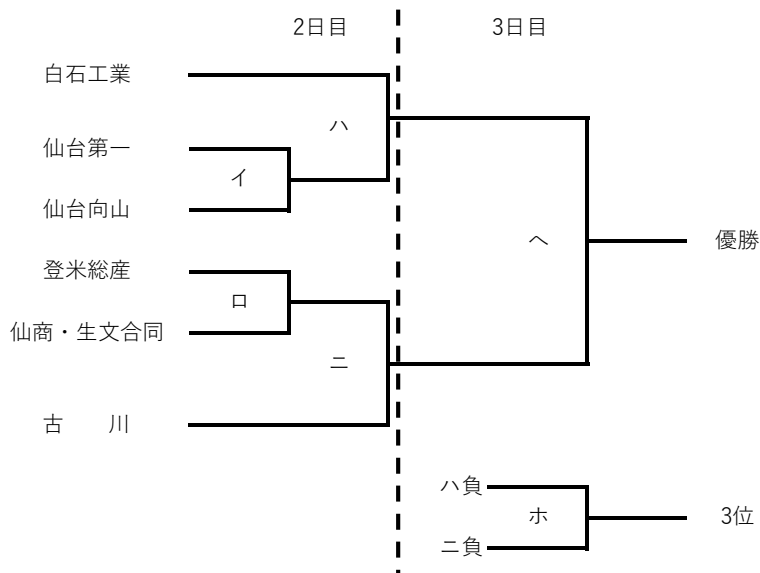 2日目
3日目
白石工業
ハ
仙台第一
イ
仙台向山
ヘ
優勝
登米総産
ロ
仙商・生文合同
ニ
古　　川
ハ負
ホ
3位
ニ負